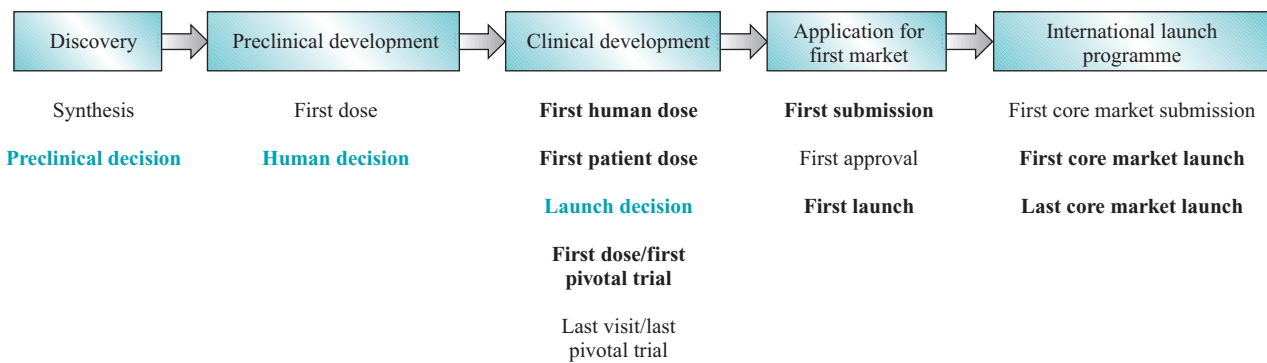 Discovery
Preclinical development
Clinical development
Application for
first market
International launch
programme
Synthesis
First dose
First human dose
First submission
First core market submission
Preclinical decision
Human decision
First patient dose
First approval
First core market launch
Launch decision
First launch
Last core market launch
First dose/first
pivotal trial
Last visit/last
pivotal trial